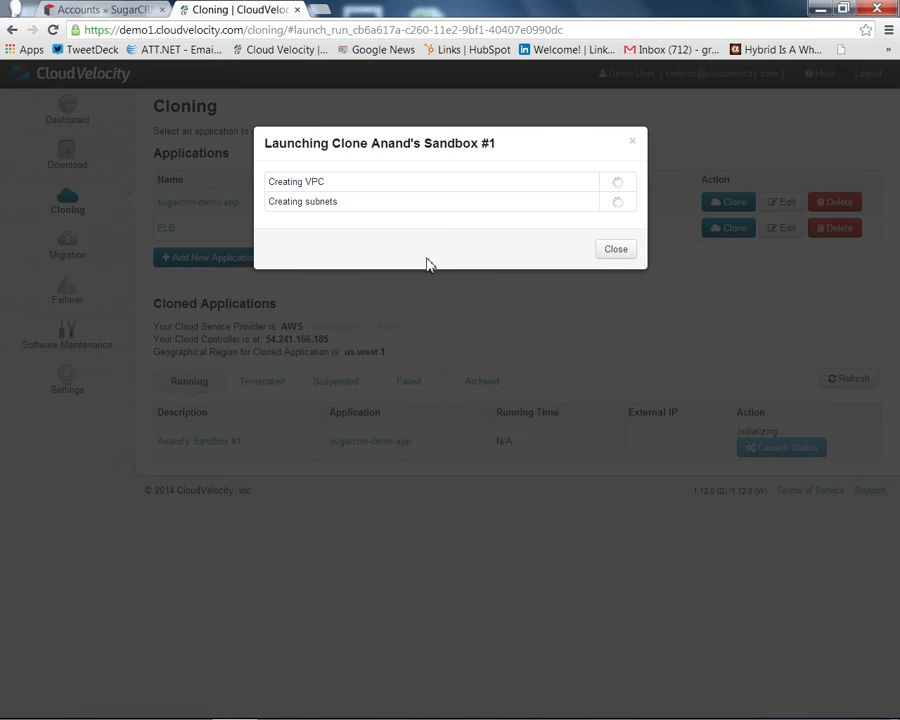 Accounts » SugarCRM
Cloning | CloudVeloc
https://demo1.cloudvelocity.com/cloning/#launch_run_cb6a617a-c260-11e2-9bf1-40407e0990dc
Apps TweetDeck ATT.NET - Emai... Cloud Velocity |... Google News Links | HubSpot Welcome! | Link... Inbox (712) - gr... Hybrid Is A Wh... »
CloudVelocity
Demo User [ cvdemo@cloudvelocity.com ] Help Logout
Dashboard
Download
Cloning
Migration
Failover
Software Maintenance
Settings
Cloning
Select an application to
Applications
Name Action
sugarcrm-demo-app Clone Edit Delete
ELB Clone Edit Delete
Add New Applicatio
Launching Clone Anand's Sandbox #1 ×
Creating VPC
Creating subnets
Close
Cloned Applications
Your Cloud Service Provider is: AWS
Your Cloud Controller is at: 54.241.166.185
Geographical Region for Cloned Application is: us-west-1
Running Terminated Suspended Failed Archived Refresh
Description Application Running Time External IP Action
Anand's Sandbox #1 sugarcrm-demo-app N/A Initializing...
Launch Status
© 2014 CloudVelocity, Inc. 1.12.0 (D) /1.12.0 (W) Terms of Service Support